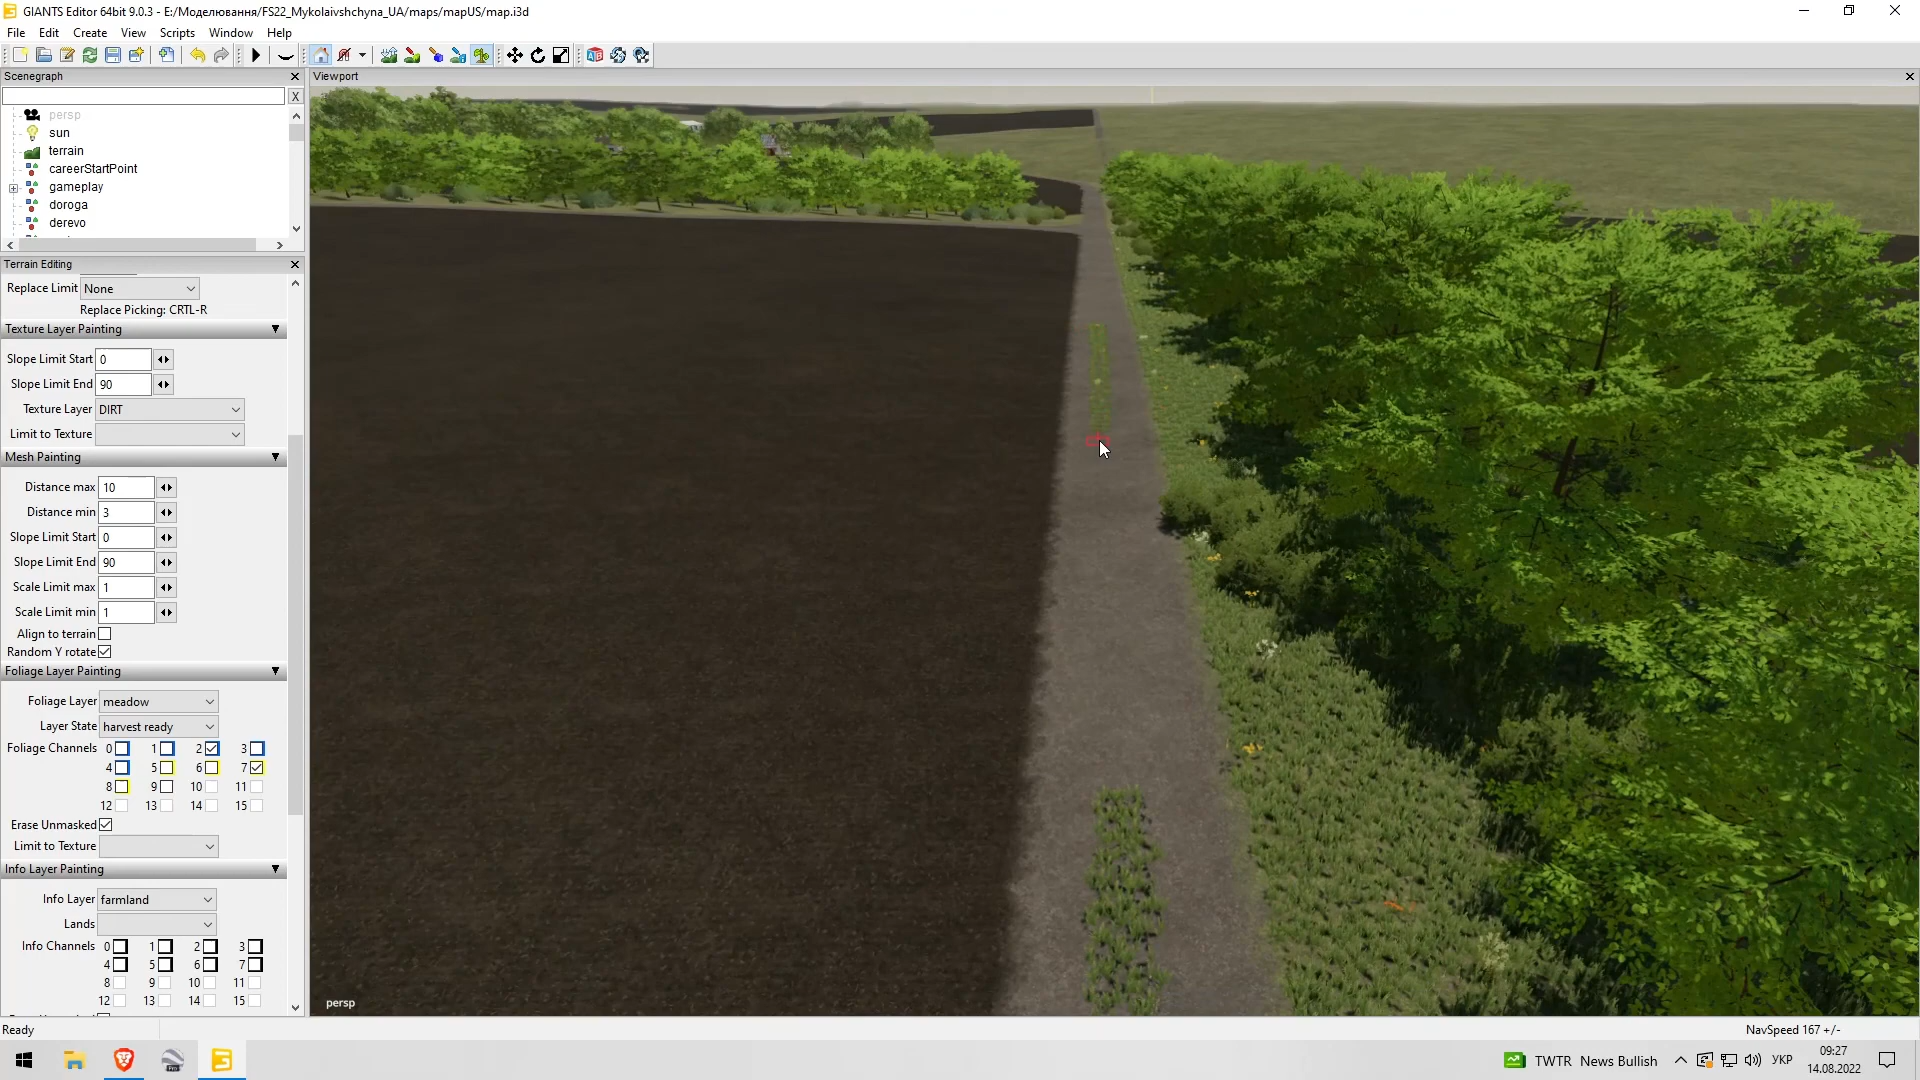 GIANTS Editor 64bit 9.0.3 - E:/Моделювання/FS22_Mykolaivshchyna_UA/maps/mapUS/map.i3d
File Edit Create View Scripts Window Help
Scenegraph
X
persp
sun
terrain
careerStartPoint
gameplay
doroga
derevo
Terrain Editing
Replace Limit None
Replace Picking: CRTL-R
Texture Layer Painting
Slope Limit Start 0
Slope Limit End 90
Texture Layer DIRT
Limit to Texture
Mesh Painting
Distance max 10
Distance min 3
Slope Limit Start 0
Slope Limit End 90
Scale Limit max 1
Scale Limit min 1
Align to terrain
Random Y rotate
Foliage Layer Painting
Foliage Layer meadow
Layer State harvest ready
Foliage Channels 0 1 2 3
4 5 6 7
8 9 10 11
12 13 14 15
Erase Unmasked
Limit to Texture
Info Layer Painting
Info Layer farmland
Lands
Info Channels 0 1 2 3
4 5 6 7
8 9 10 11
12 13 14 15
Viewport
persp
Ready
NavSpeed 167 +/-
TWTR News Bullish
УКР
09:27
14.08.2022